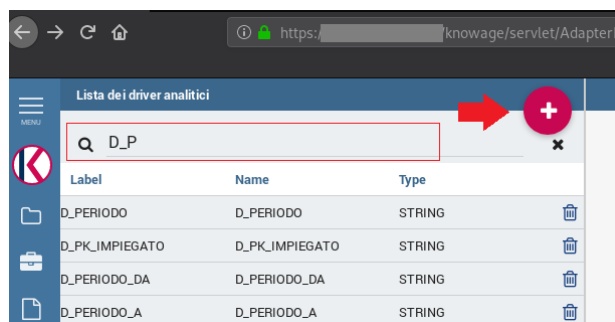 https:/ /knowage/servlet/Adapter
Lista dei driver analitici
MENU
D_P
Label Name Type
D_PERIODO D_PERIODO STRING
D_PK_IMPIEGATO D_PK_IMPIEGATO STRING
D_PERIODO_DA D_PERIODO_DA STRING
D_PERIODO_A D_PERIODO_A STRING